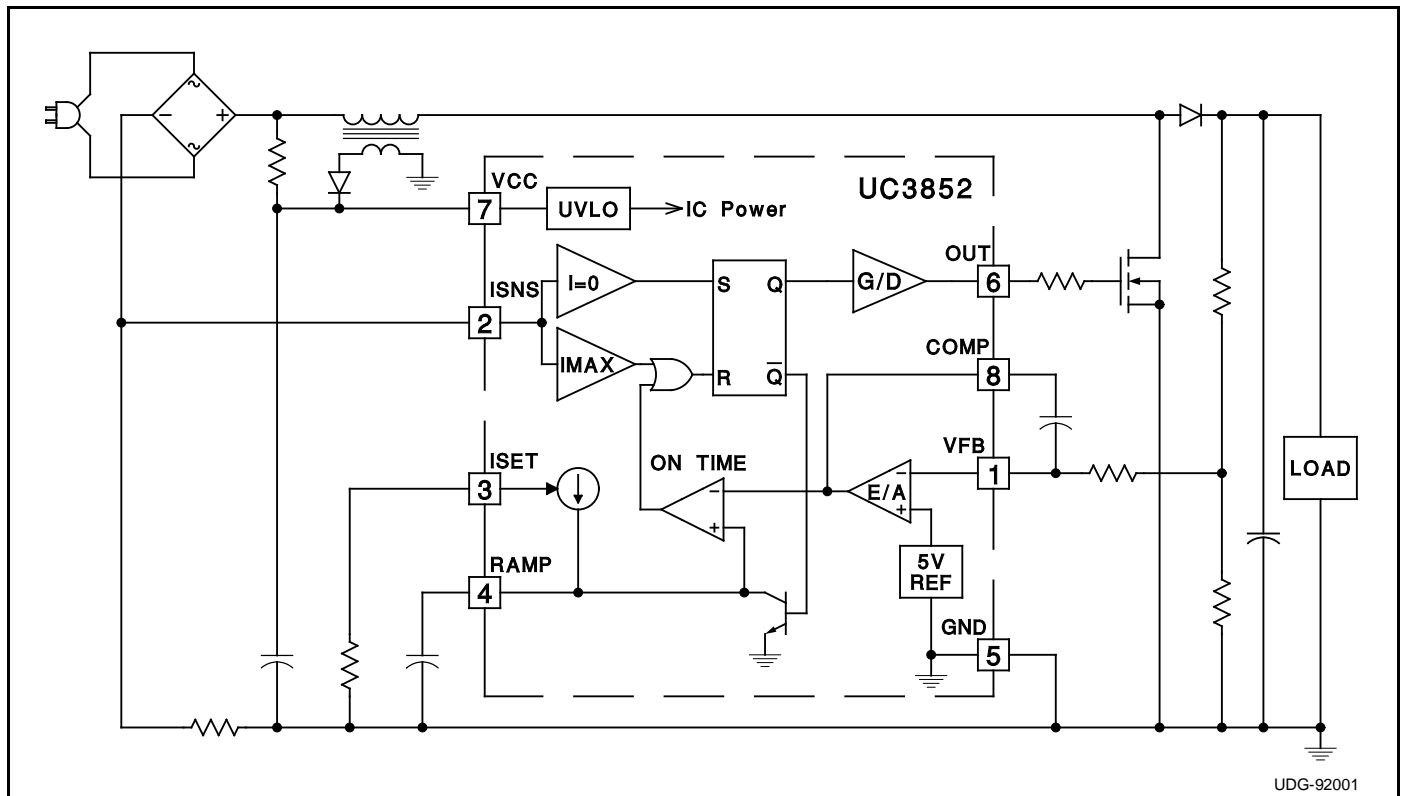 ~
−
+
~
UC3852
VCC
7
UVLO
IC Power
ISNS
2
I=0
IMAX
S
Q
R
Q̅
G/D
OUT
6
COMP
8
VFB
1
ISET
3
ON TIME
−
+
−
E/A
+
5V
REF
RAMP
4
GND
5
LOAD
UDG-92001